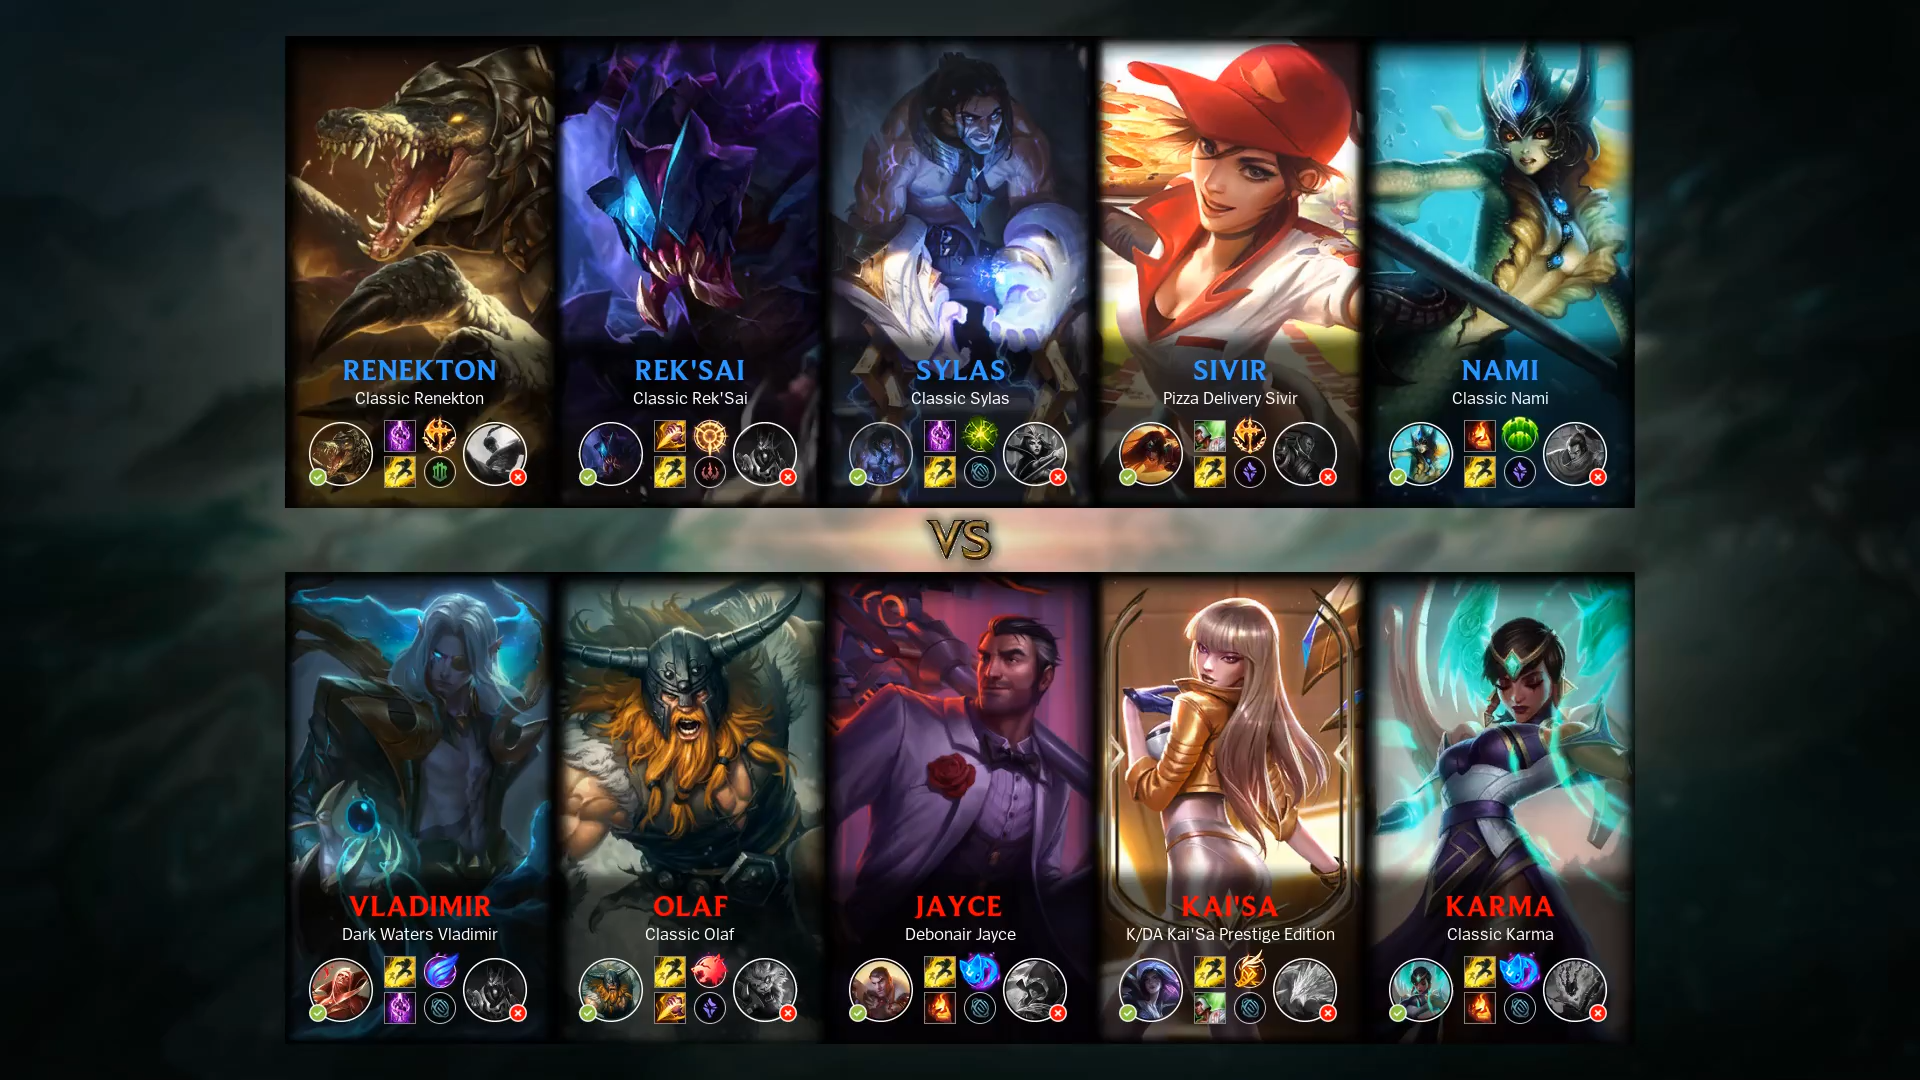 RENEKTON
Classic Renekton
REK'SAI
Classic Rek'Sai
SYLAS
Classic Sylas
SIVIR
Pizza Delivery Sivir
NAMI
Classic Nami
VS
VLADIMIR
Dark Waters Vladimir
OLAF
Classic Olaf
JAYCE
Debonair Jayce
KAI'SA
K/DA Kai'Sa Prestige Edition
KARMA
Classic Karma